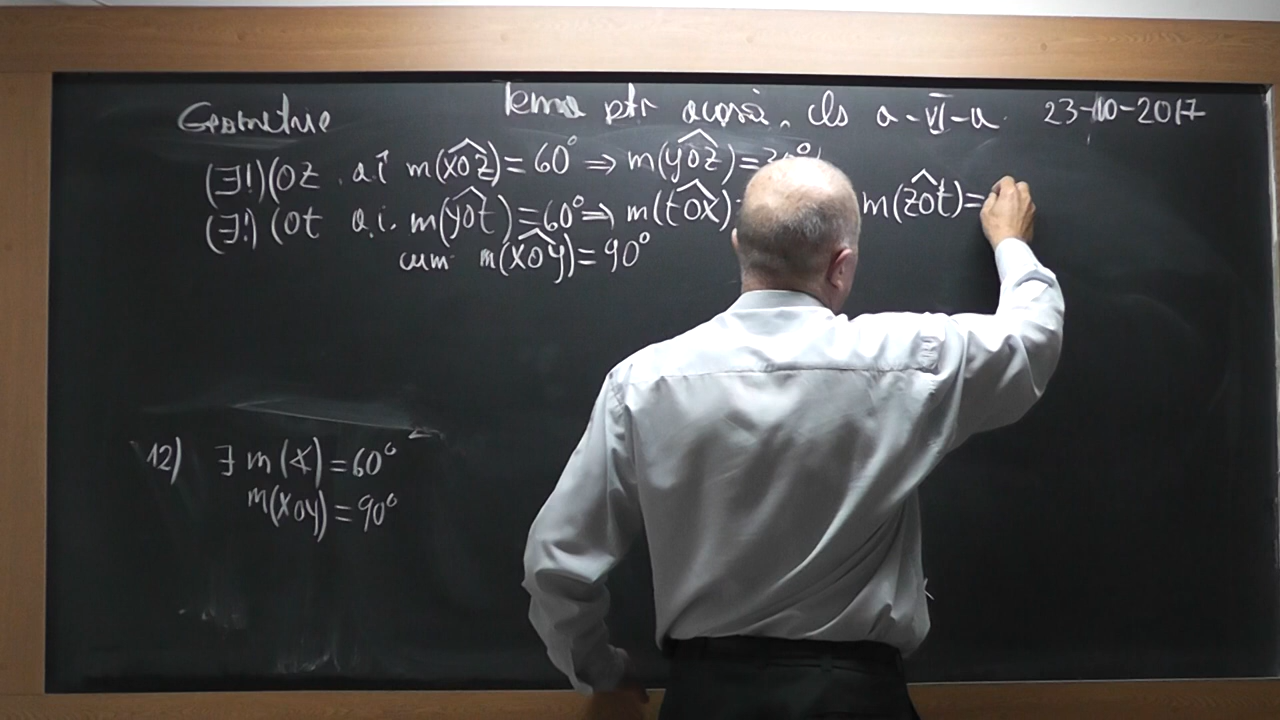 Geometrie Tema ptr acasă, cls a-VI-a 23-10-2017
(∃!)(OZ a.î m(xoz)=60° ⇒ m(yoz)=30°
(∃!)(Ot a.î. m(yot)=60° ⇒ m(tox) m(zot)=
cum m(xoy)=90°
12) ∃ m(∢)=60°
m(xoy)=90°